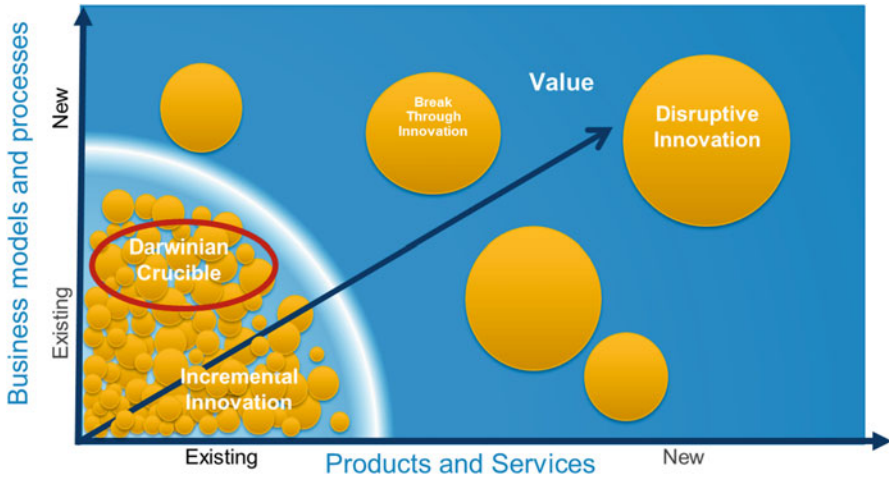 Business models and processes
New
Existing
Value
Break
Through
Innovation
Disruptive
Innovation
Darwinian
Crucible
Incremental
Innovation
Existing
Products and Services
New